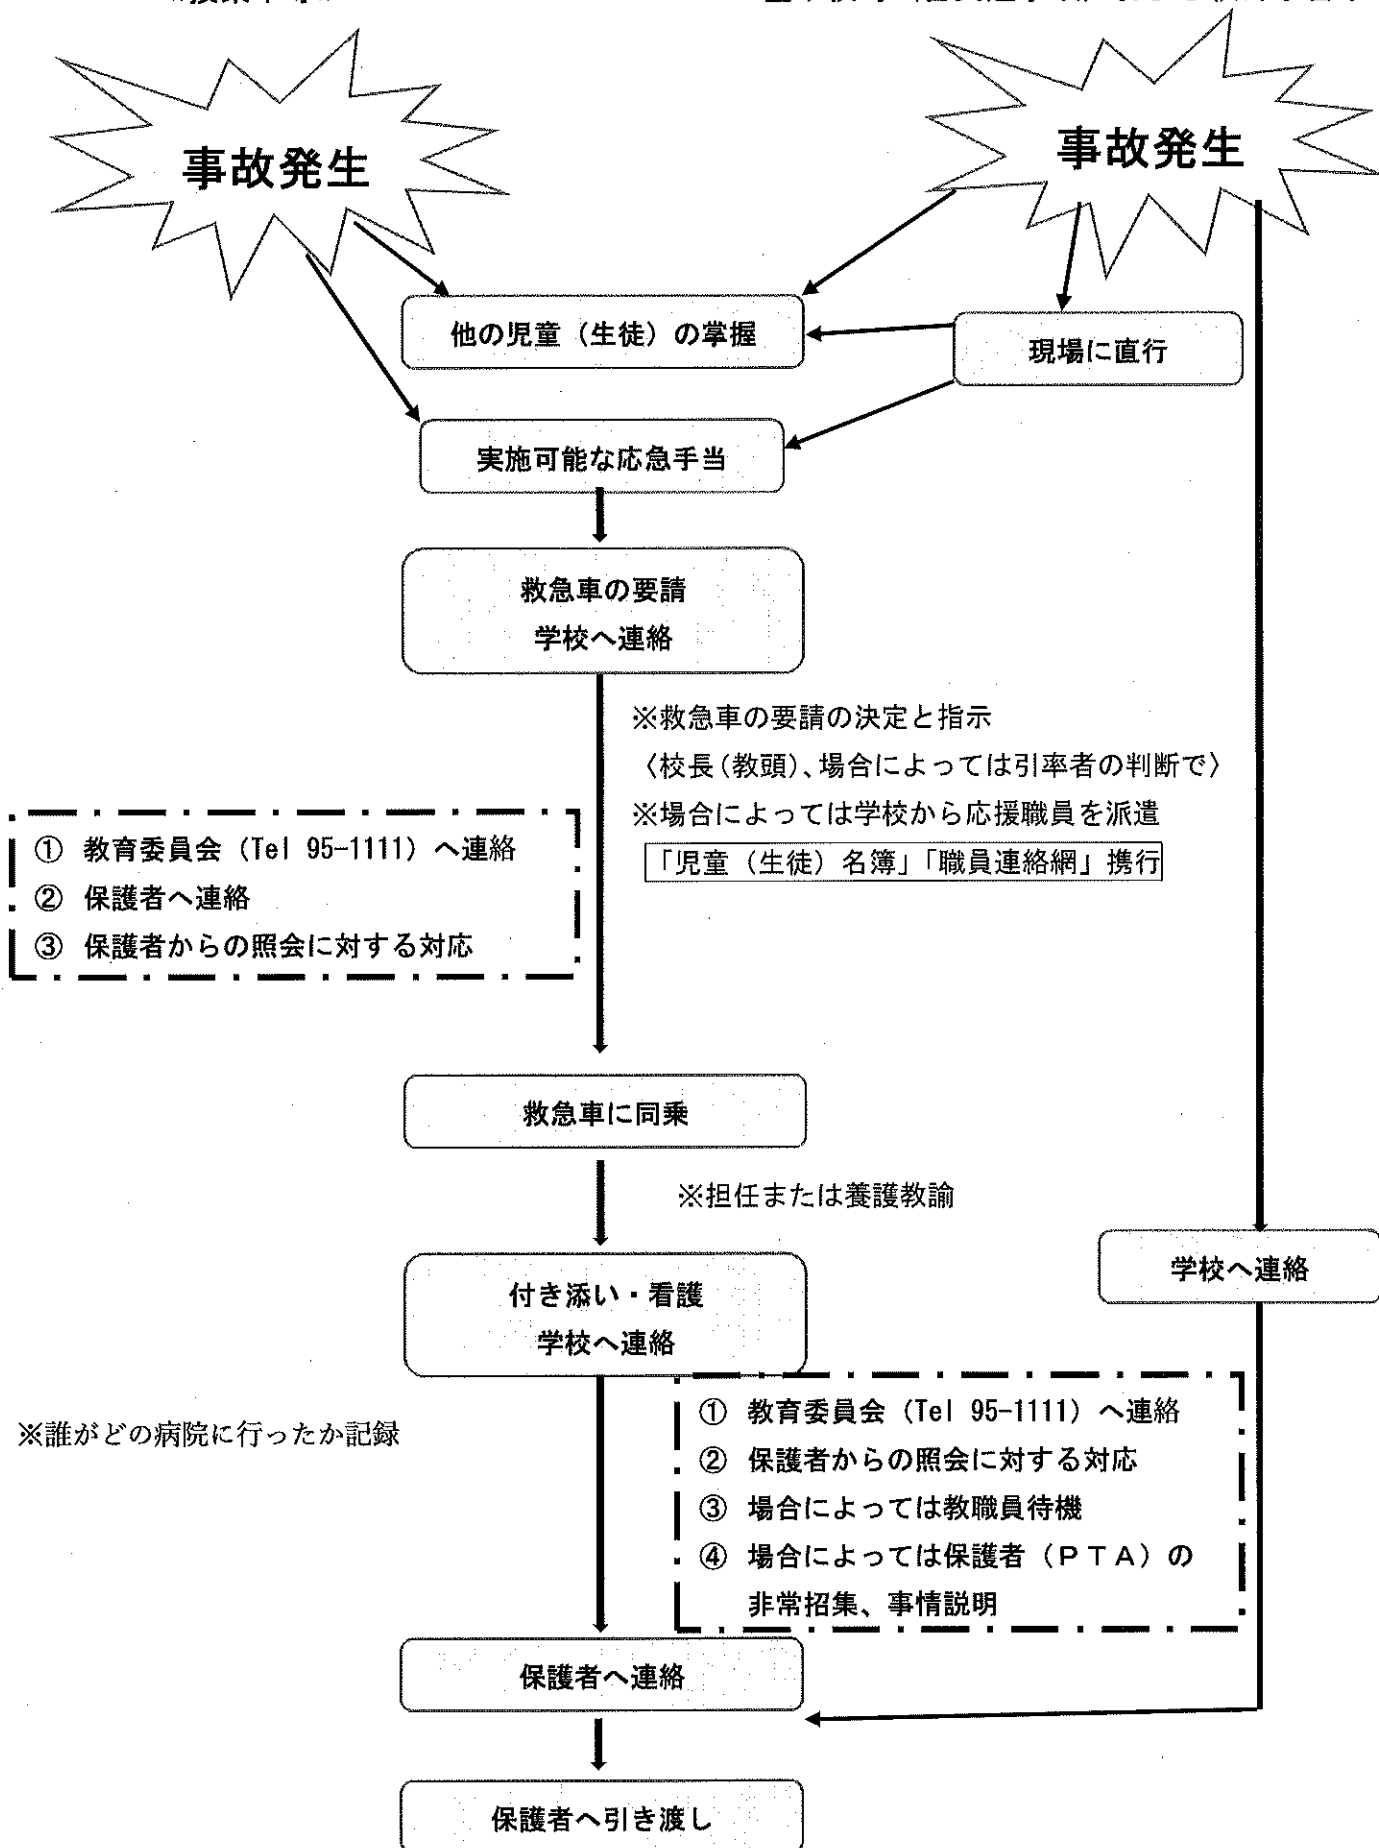 事故発生
事故発生
他の児童（生徒）の掌握
現場に直行
実施可能な応急手当
救急車の要請
学校へ連絡
※救急車の要請の決定と指示
〈校長（教頭）、場合によっては引率者の判断で〉
※場合によっては学校から応援職員を派遣
「児童（生徒）名簿」「職員連絡網」携行
① 教育委員会（Tel 95-1111）へ連絡
② 保護者へ連絡
③ 保護者からの照会に対する対応
救急車に同乗
※担任または養護教諭
付き添い・看護
学校へ連絡
学校へ連絡
※誰がどの病院に行ったか記録
① 教育委員会（Tel 95-1111）へ連絡
② 保護者からの照会に対する対応
③ 場合によっては教職員待機
④ 場合によっては保護者（ＰＴＡ）の
非常招集、事情説明
保護者へ連絡
保護者へ引き渡し